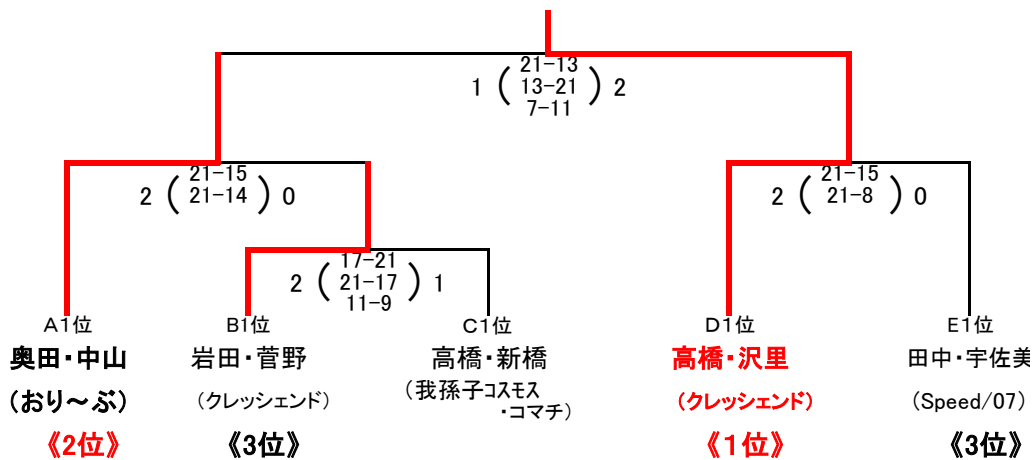 21-13
1 ( 13-21 ) 2
7-11
21-15
2 ( 21-14 ) 0
21-15
2 ( 21-8 ) 0
17-21
2 ( 21-17 ) 1
11-9
A1位
奥田・中山
(おり～ぶ)
《2位》
B1位
岩田・菅野
(クレッシェンド)
《3位》
C1位
高橋・新橋
(我孫子コスモス
・コマチ)
D1位
高橋・沢里
(クレッシェンド)
《1位》
E1位
田中・宇佐美
(Speed/07)
《3位》